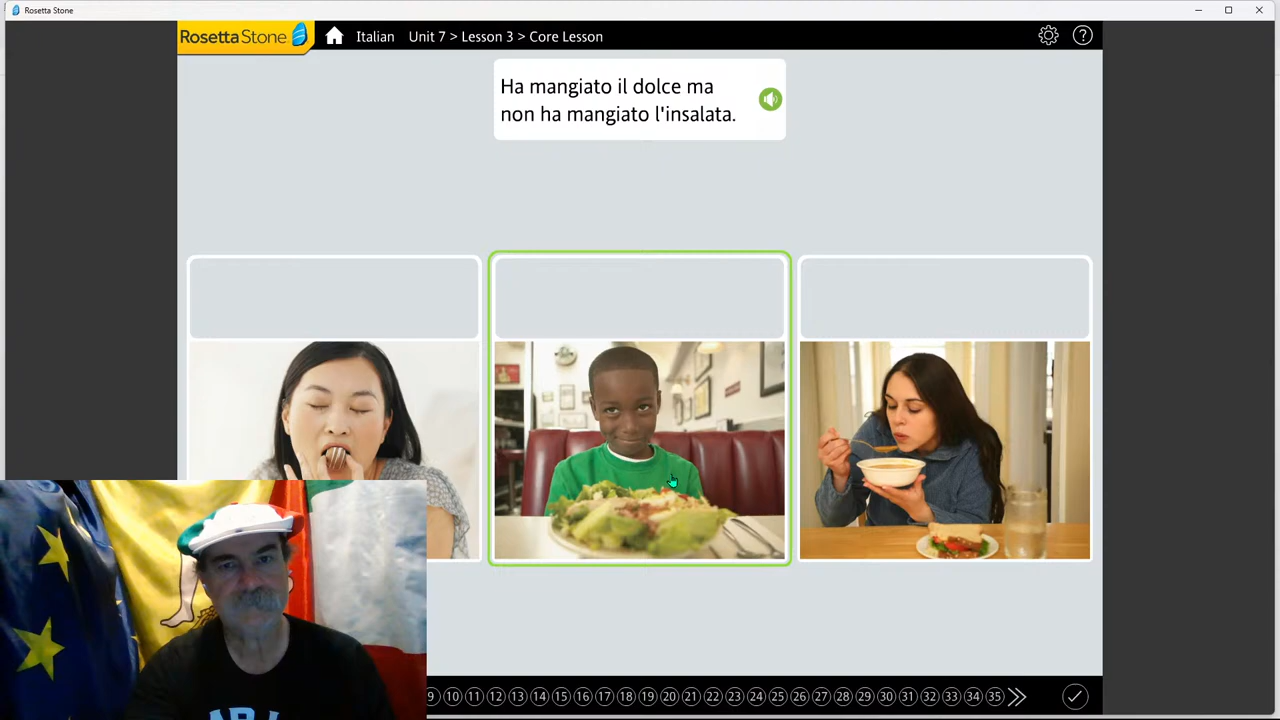 Rosetta Stone
RosettaStone Italian Unit 7 > Lesson 3 > Core Lesson
Ha mangiato il dolce ma
non ha mangiato l'insalata.
9 10 11 12 13 14 15 16 17 18 19 20 21 22 23 24 25 26 27 28 29 30 31 32 33 34 35